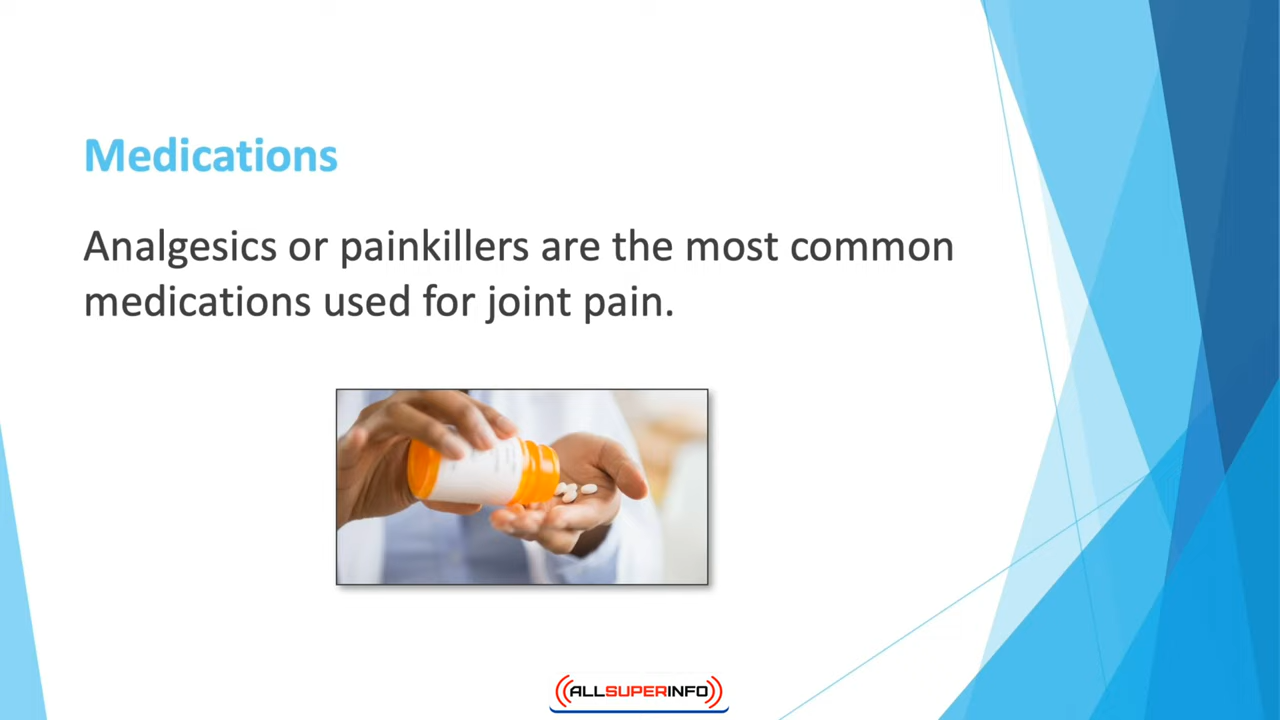 Medications
Analgesics or painkillers are the most common
medications used for joint pain.
ALLSUPERINFO